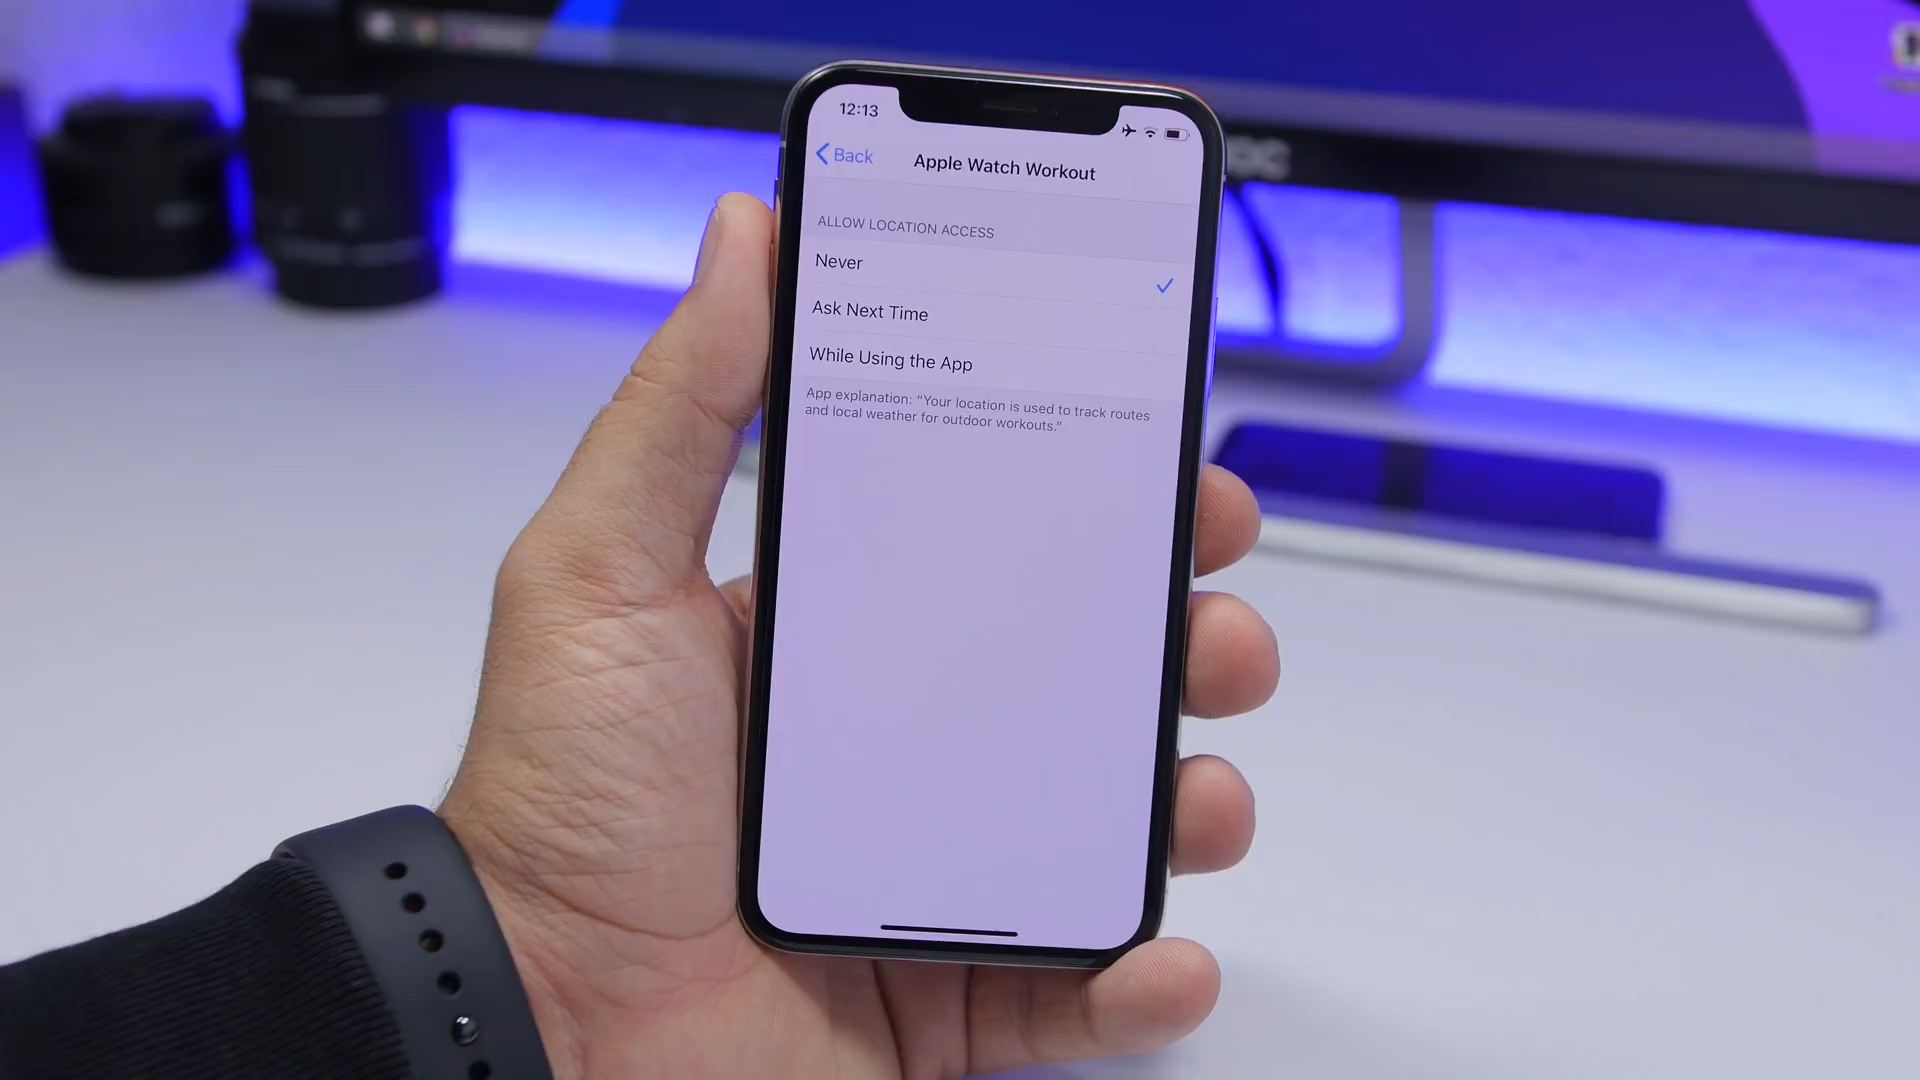 12:13
Back
Apple Watch Workout
ALLOW LOCATION ACCESS
Never
Ask Next Time
While Using the App
App explanation: “Your location is used to track routes
and local weather for outdoor workouts.”